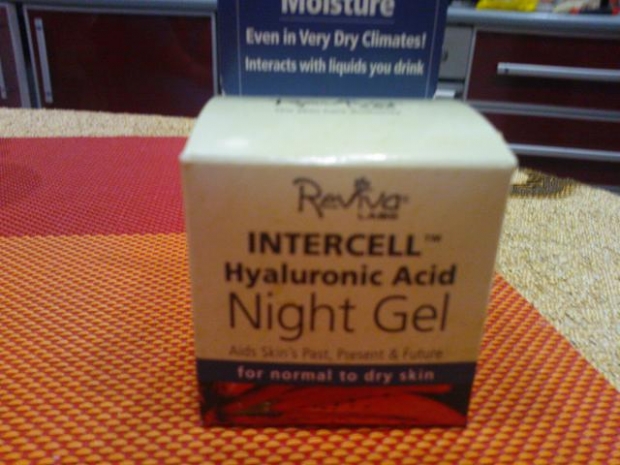 Moisture
Even in Very Dry Climates!
Interacts with liquids you drink
Reviva
Reviva®
LABS
INTERCELL™
Hyaluronic Acid
Night Gel
Aids Skin's Past, Present & Future
for normal to dry skin